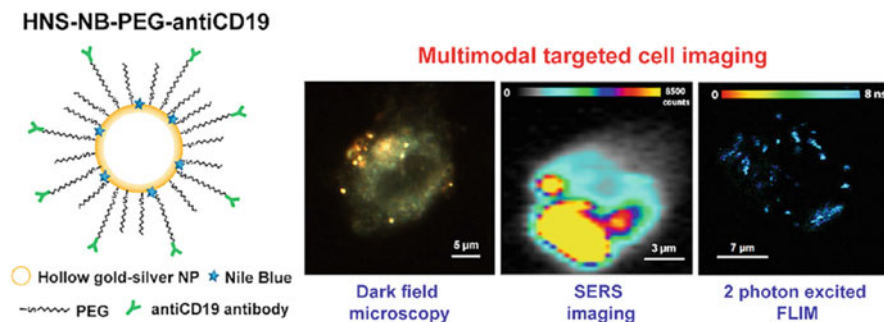 HNS-NB-PEG-antiCD19
Hollow gold-silver NP
Nile Blue
PEG
antiCD19 antibody
Multimodal targeted cell imaging
0
8500
counts
0
8 ns
5 µm
3 µm
7 µm
Dark field
microscopy
SERS
imaging
2 photon excited
FLIM